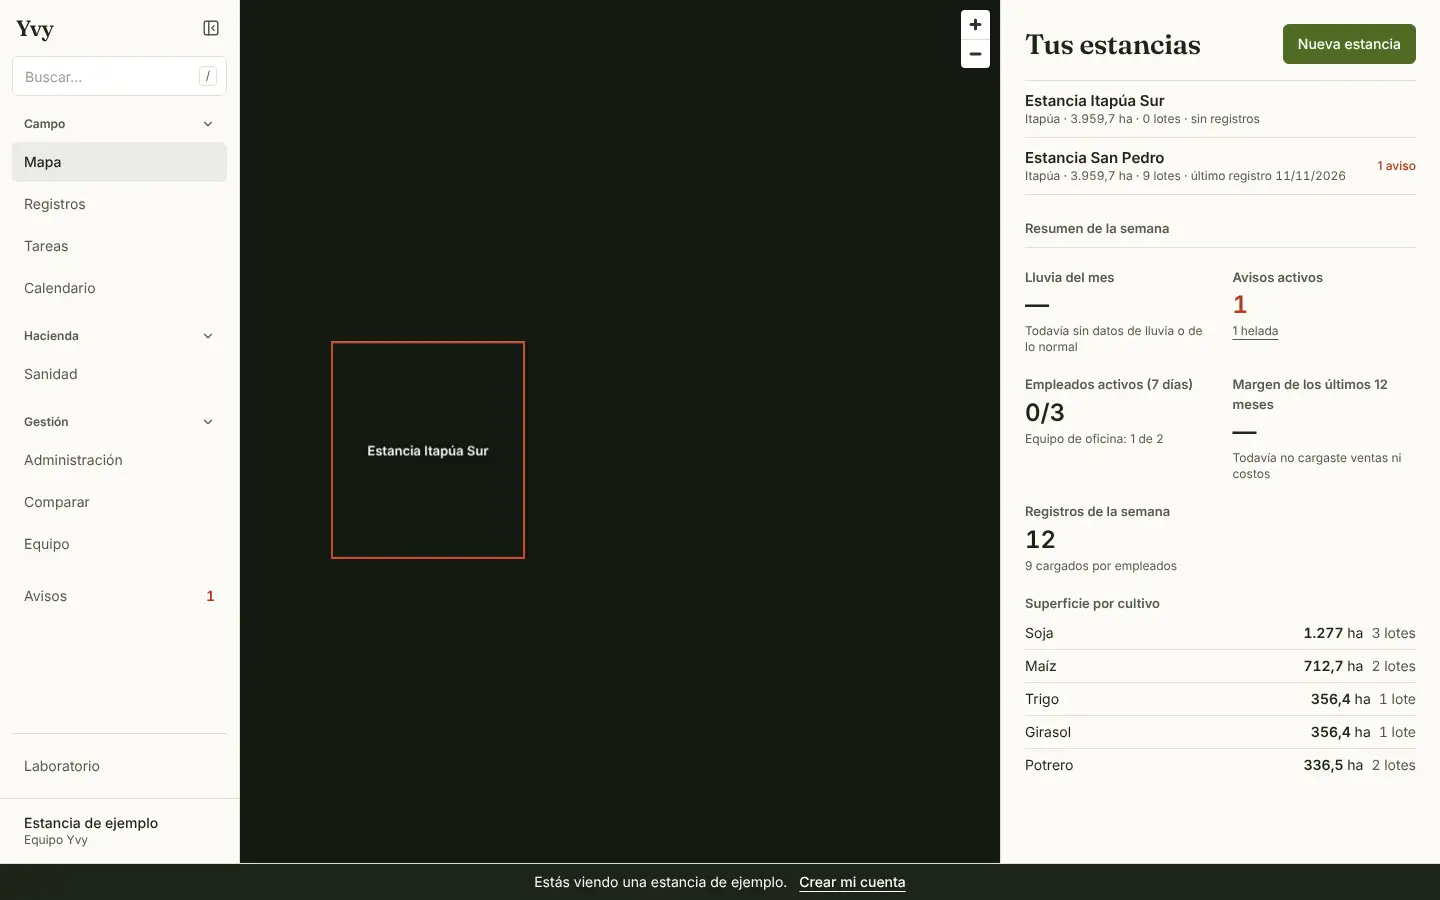 Yvy
Buscar...
/
Campo
Mapa
Registros
Tareas
Calendario
Hacienda
Sanidad
Gestión
Administración
Comparar
Equipo
Avisos 1
Laboratorio
Estancia de ejemplo
Equipo Yvy
+
−
Estancia Itapúa Sur
Tus estancias
Nueva estancia
Estancia Itapúa Sur
Itapúa · 3.959,7 ha · 0 lotes · sin registros
Estancia San Pedro
Itapúa · 3.959,7 ha · 9 lotes · último registro 11/11/2026
1 aviso
Resumen de la semana
Lluvia del mes
—
Todavía sin datos de lluvia o de
lo normal
Avisos activos
1
1 helada
Empleados activos (7 días)
0/3
Equipo de oficina: 1 de 2
Margen de los últimos 12
meses
—
Todavía no cargaste ventas ni
costos
Registros de la semana
12
9 cargados por empleados
Superficie por cultivo
Soja 1.277 ha 3 lotes
Maíz 712,7 ha 2 lotes
Trigo 356,4 ha 1 lote
Girasol 356,4 ha 1 lote
Potrero 336,5 ha 2 lotes
Estás viendo una estancia de ejemplo. Crear mi cuenta